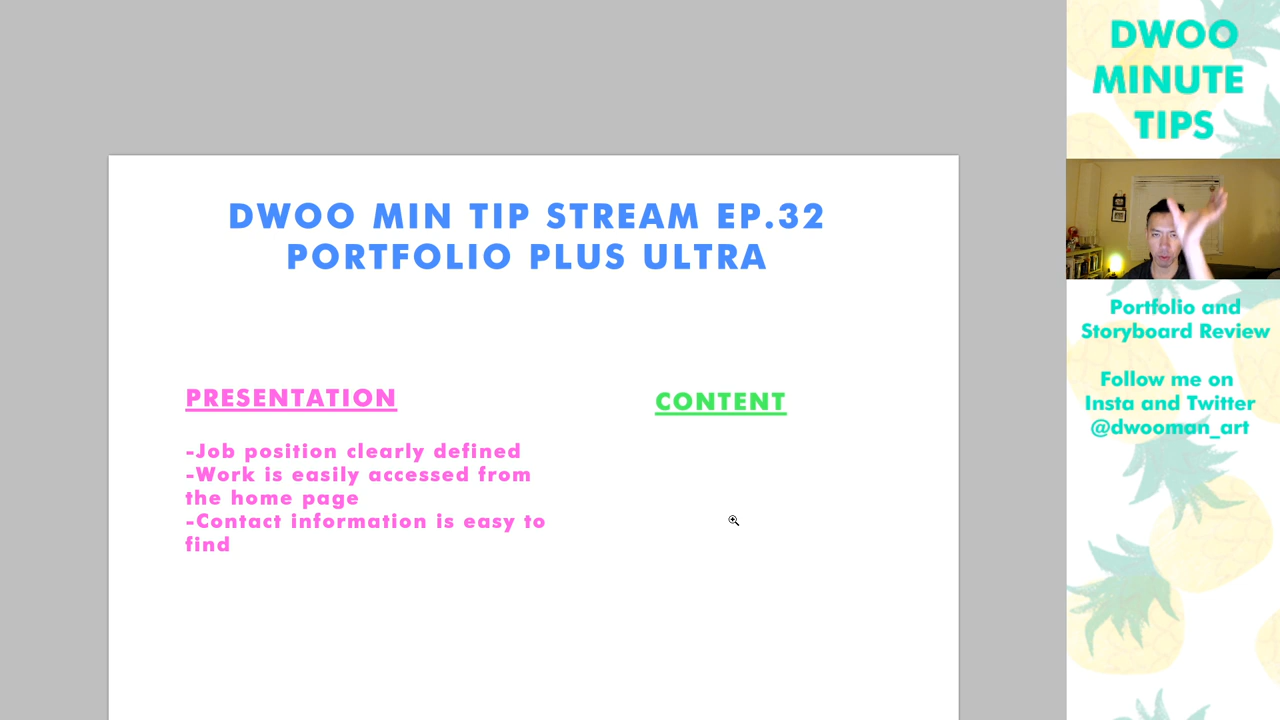 DWOO MIN TIP STREAM EP.32
PORTFOLIO PLUS ULTRA
PRESENTATION
-Job position clearly defined
-Work is easily accessed from
the home page
-Contact information is easy to
find
CONTENT
DWOO
MINUTE
TIPS
Portfolio and
Storyboard Review
Follow me on
Insta and Twitter
@dwooman_art